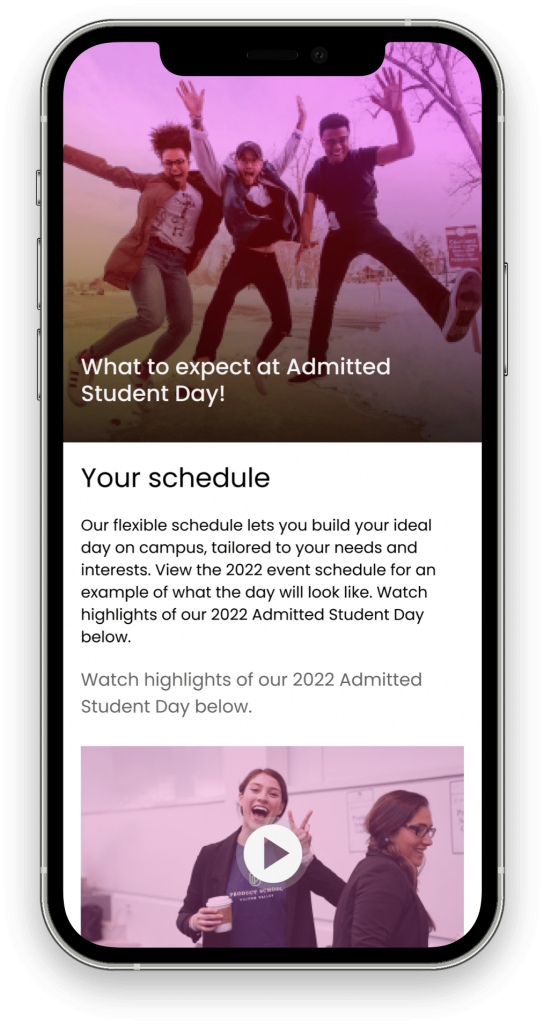 What to expect at Admitted
Student Day!
Your schedule
Our flexible schedule lets you build your ideal
day on campus, tailored to your needs and
interests. View the 2022 event schedule for an
example of what the day will look like. Watch
highlights of our 2022 Admitted Student Day
below.
Watch highlights of our 2022 Admitted
Student Day below.
PRODUCT SCHOOL
SILICON VALLEY